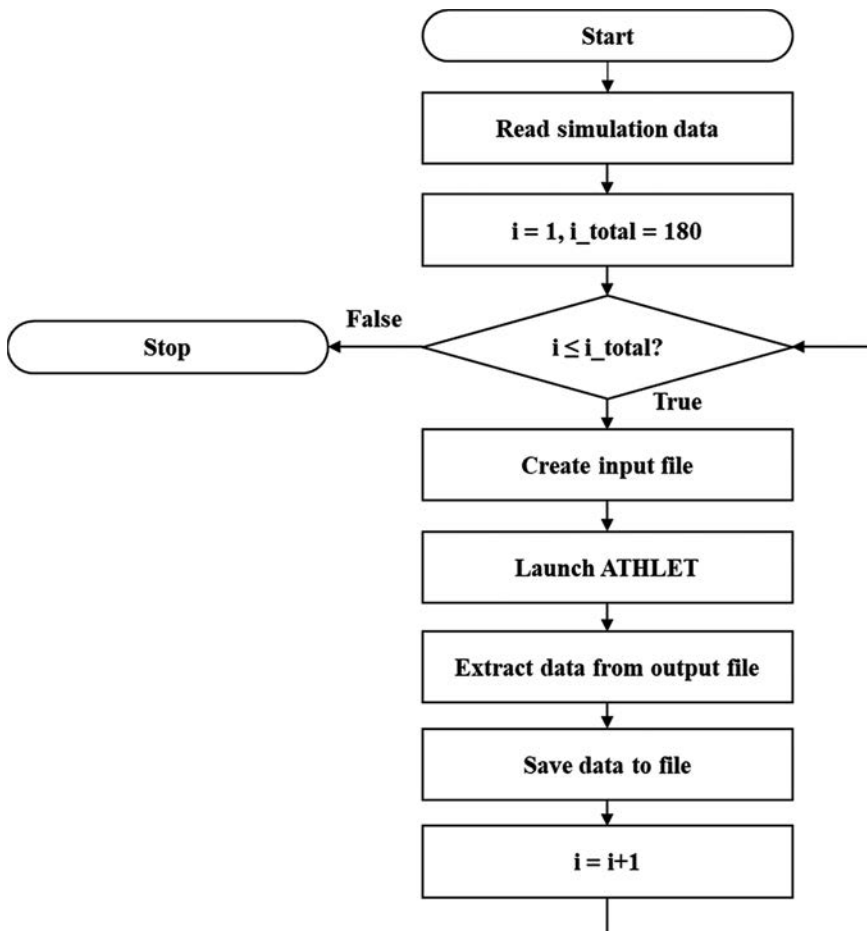 Start
Read simulation data
i = 1, i_total = 180
False
Stop
i ≤ i_total?
True
Create input file
Launch ATHLET
Extract data from output file
Save data to file
i = i+1